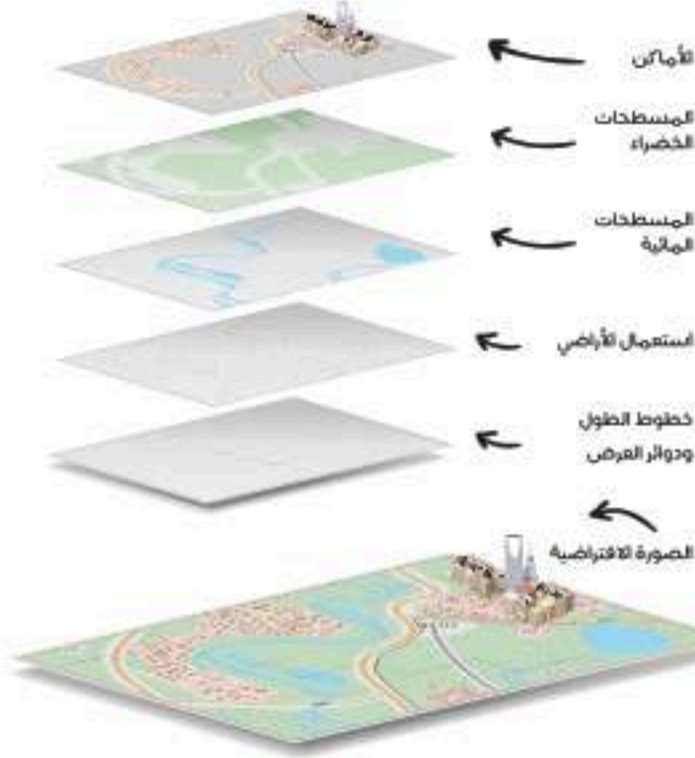 الأماكن
المسطحات
الخضراء
المسطحات
المائية
استعمال الأراضي
خطوط الطول
ودوائر العرض
الصورة الافتراضية